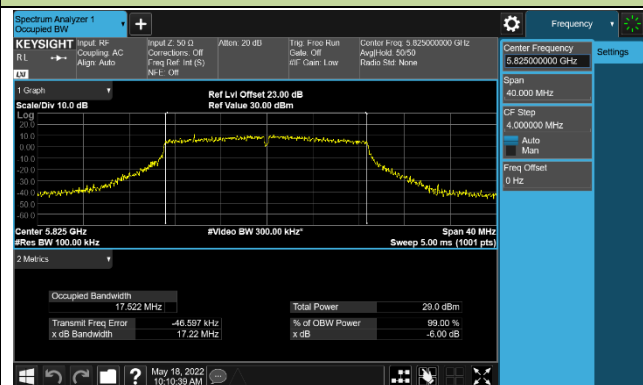 Spectrum Analyzer 1
Occupied BW
+
Frequency
KEYSIGHT
RL
LXI
Input: RF
Coupling: AC
Align: Auto
Input Z: 50 Ω
Corrections: Off
Freq Ref: Int (S)
NFE: Off
Atten: 20 dB
Trig: Free Run
Gate: Off
#IF Gain: Low
Center Freq: 5.825000000 GHz
Avg|Hold: 50/50
Radio Std: None
Center Frequency
5.825000000 GHz
Settings
Span
40.000 MHz
CF Step
4.000000 MHz
Auto
Man
Freq Offset
0 Hz
1 Graph
Scale/Div 10.0 dB
Ref Lvl Offset 23.00 dB
Ref Value 30.00 dBm
Log
20.0
10.0
0.00
-10.0
-20.0
-30.0
-40.0
-50.0
-60.0
Center 5.825 GHz
#Video BW 300.00 kHz*
Span 40 MHz
#Res BW 100.00 kHz
Sweep 5.00 ms (1001 pts)
2 Metrics
Occupied Bandwidth
17.522 MHz
Total Power
29.0 dBm
Transmit Freq Error
-46.597 kHz
% of OBW Power
99.00 %
x dB Bandwidth
17.22 MHz
x dB
-6.00 dB
?
May 18, 2022
10:10:39 AM